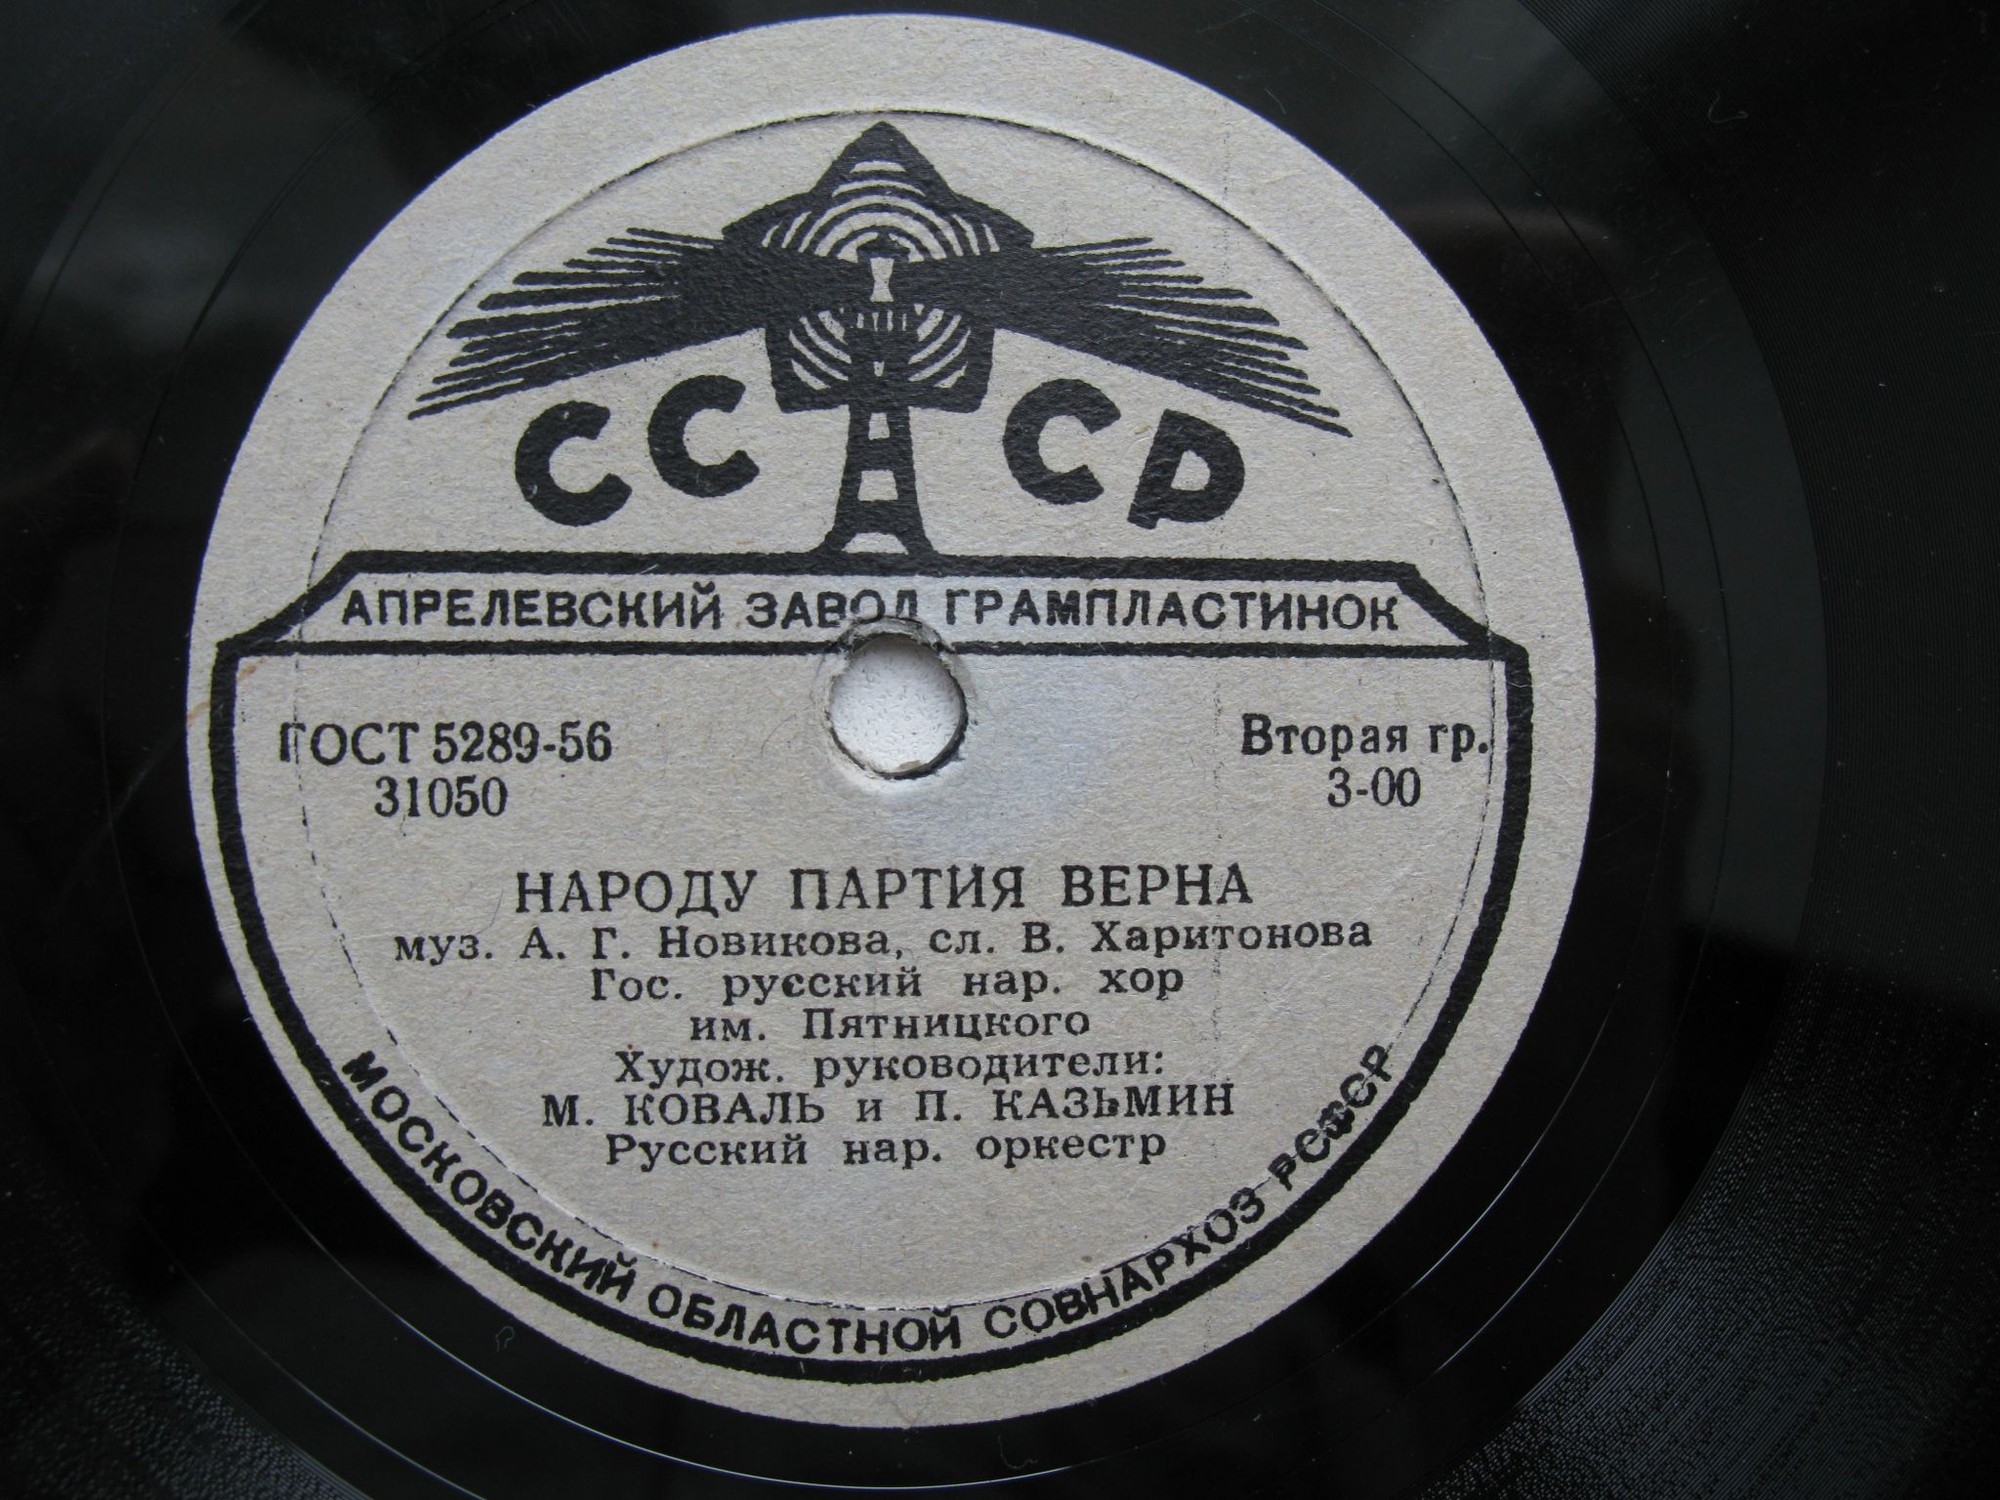 СССР
АПРЕЛЕВСКИЙ ЗАВОД ГРАМПЛАСТИНОК
ГОСТ 5289-56
31050
Вторая гр.
3-00
НАРОДУ ПАРТИЯ ВЕРНА
муз. А. Г. Новикова, сл. В. Харитонова
Гос. русский нар. хор
им. Пятницкого
Худож. руководители:
М. КОВАЛЬ и П. КАЗЬМИН
Русский нар. оркестр
МОСКОВСКИЙ ОБЛАСТНОЙ СОВНАРХОЗ РСФСР